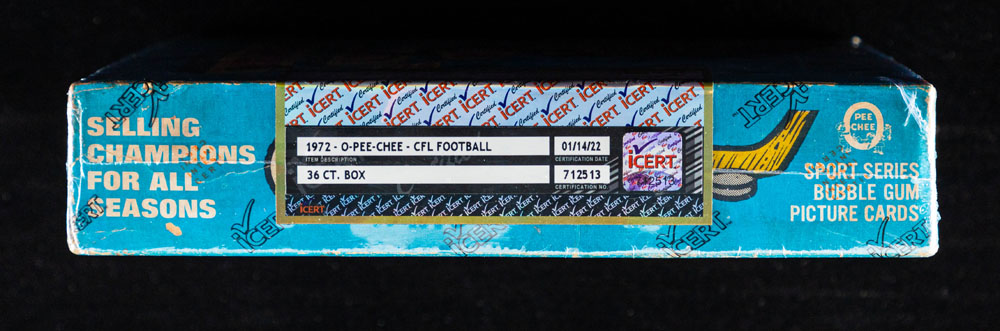 SELLING
CHAMPIONS
FOR ALL
SEASONS
1972 - O-PEE-CHEE - CFL FOOTBALL
ITEM DESCRIPTION
36 CT. BOX
01/14/22
CERTIFICATION DATE
712513
CERTIFICATION NO.
iCERT
712513
iCERT
PEE
CHEE
SPORT SERIES
BUBBLE GUM
PICTURE CARDS